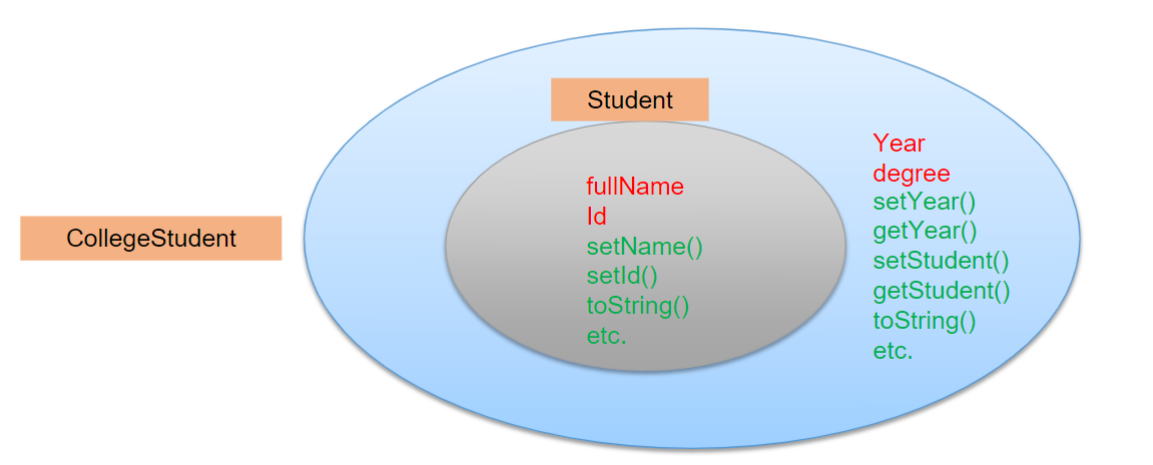 Student
CollegeStudent
fullName
Id
setName()
setId()
toString()
etc.
Year
degree
setYear()
getYear()
setStudent()
getStudent()
toString()
etc.